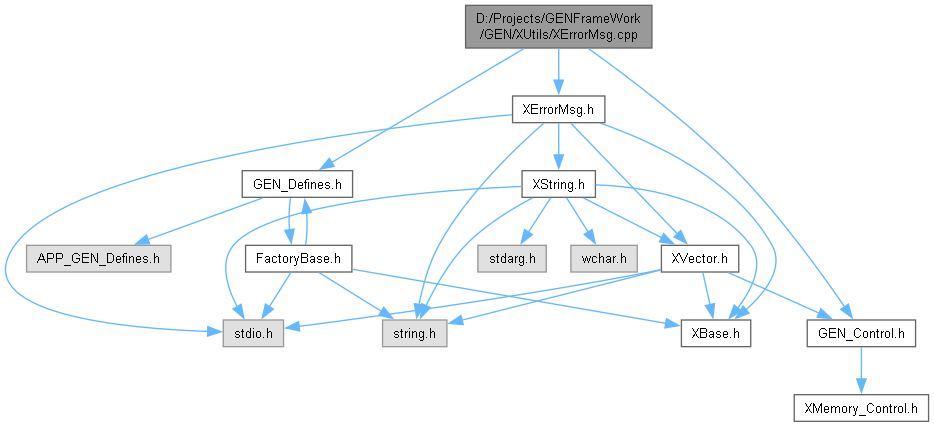 D:/Projects/GENFrameWork
/GEN/XUtils/XErrorMsg.cpp
XErrorMsg.h
GEN_Defines.h
XString.h
APP_GEN_Defines.h
FactoryBase.h
stdarg.h
wchar.h
XVector.h
stdio.h
string.h
XBase.h
GEN_Control.h
XMemory_Control.h